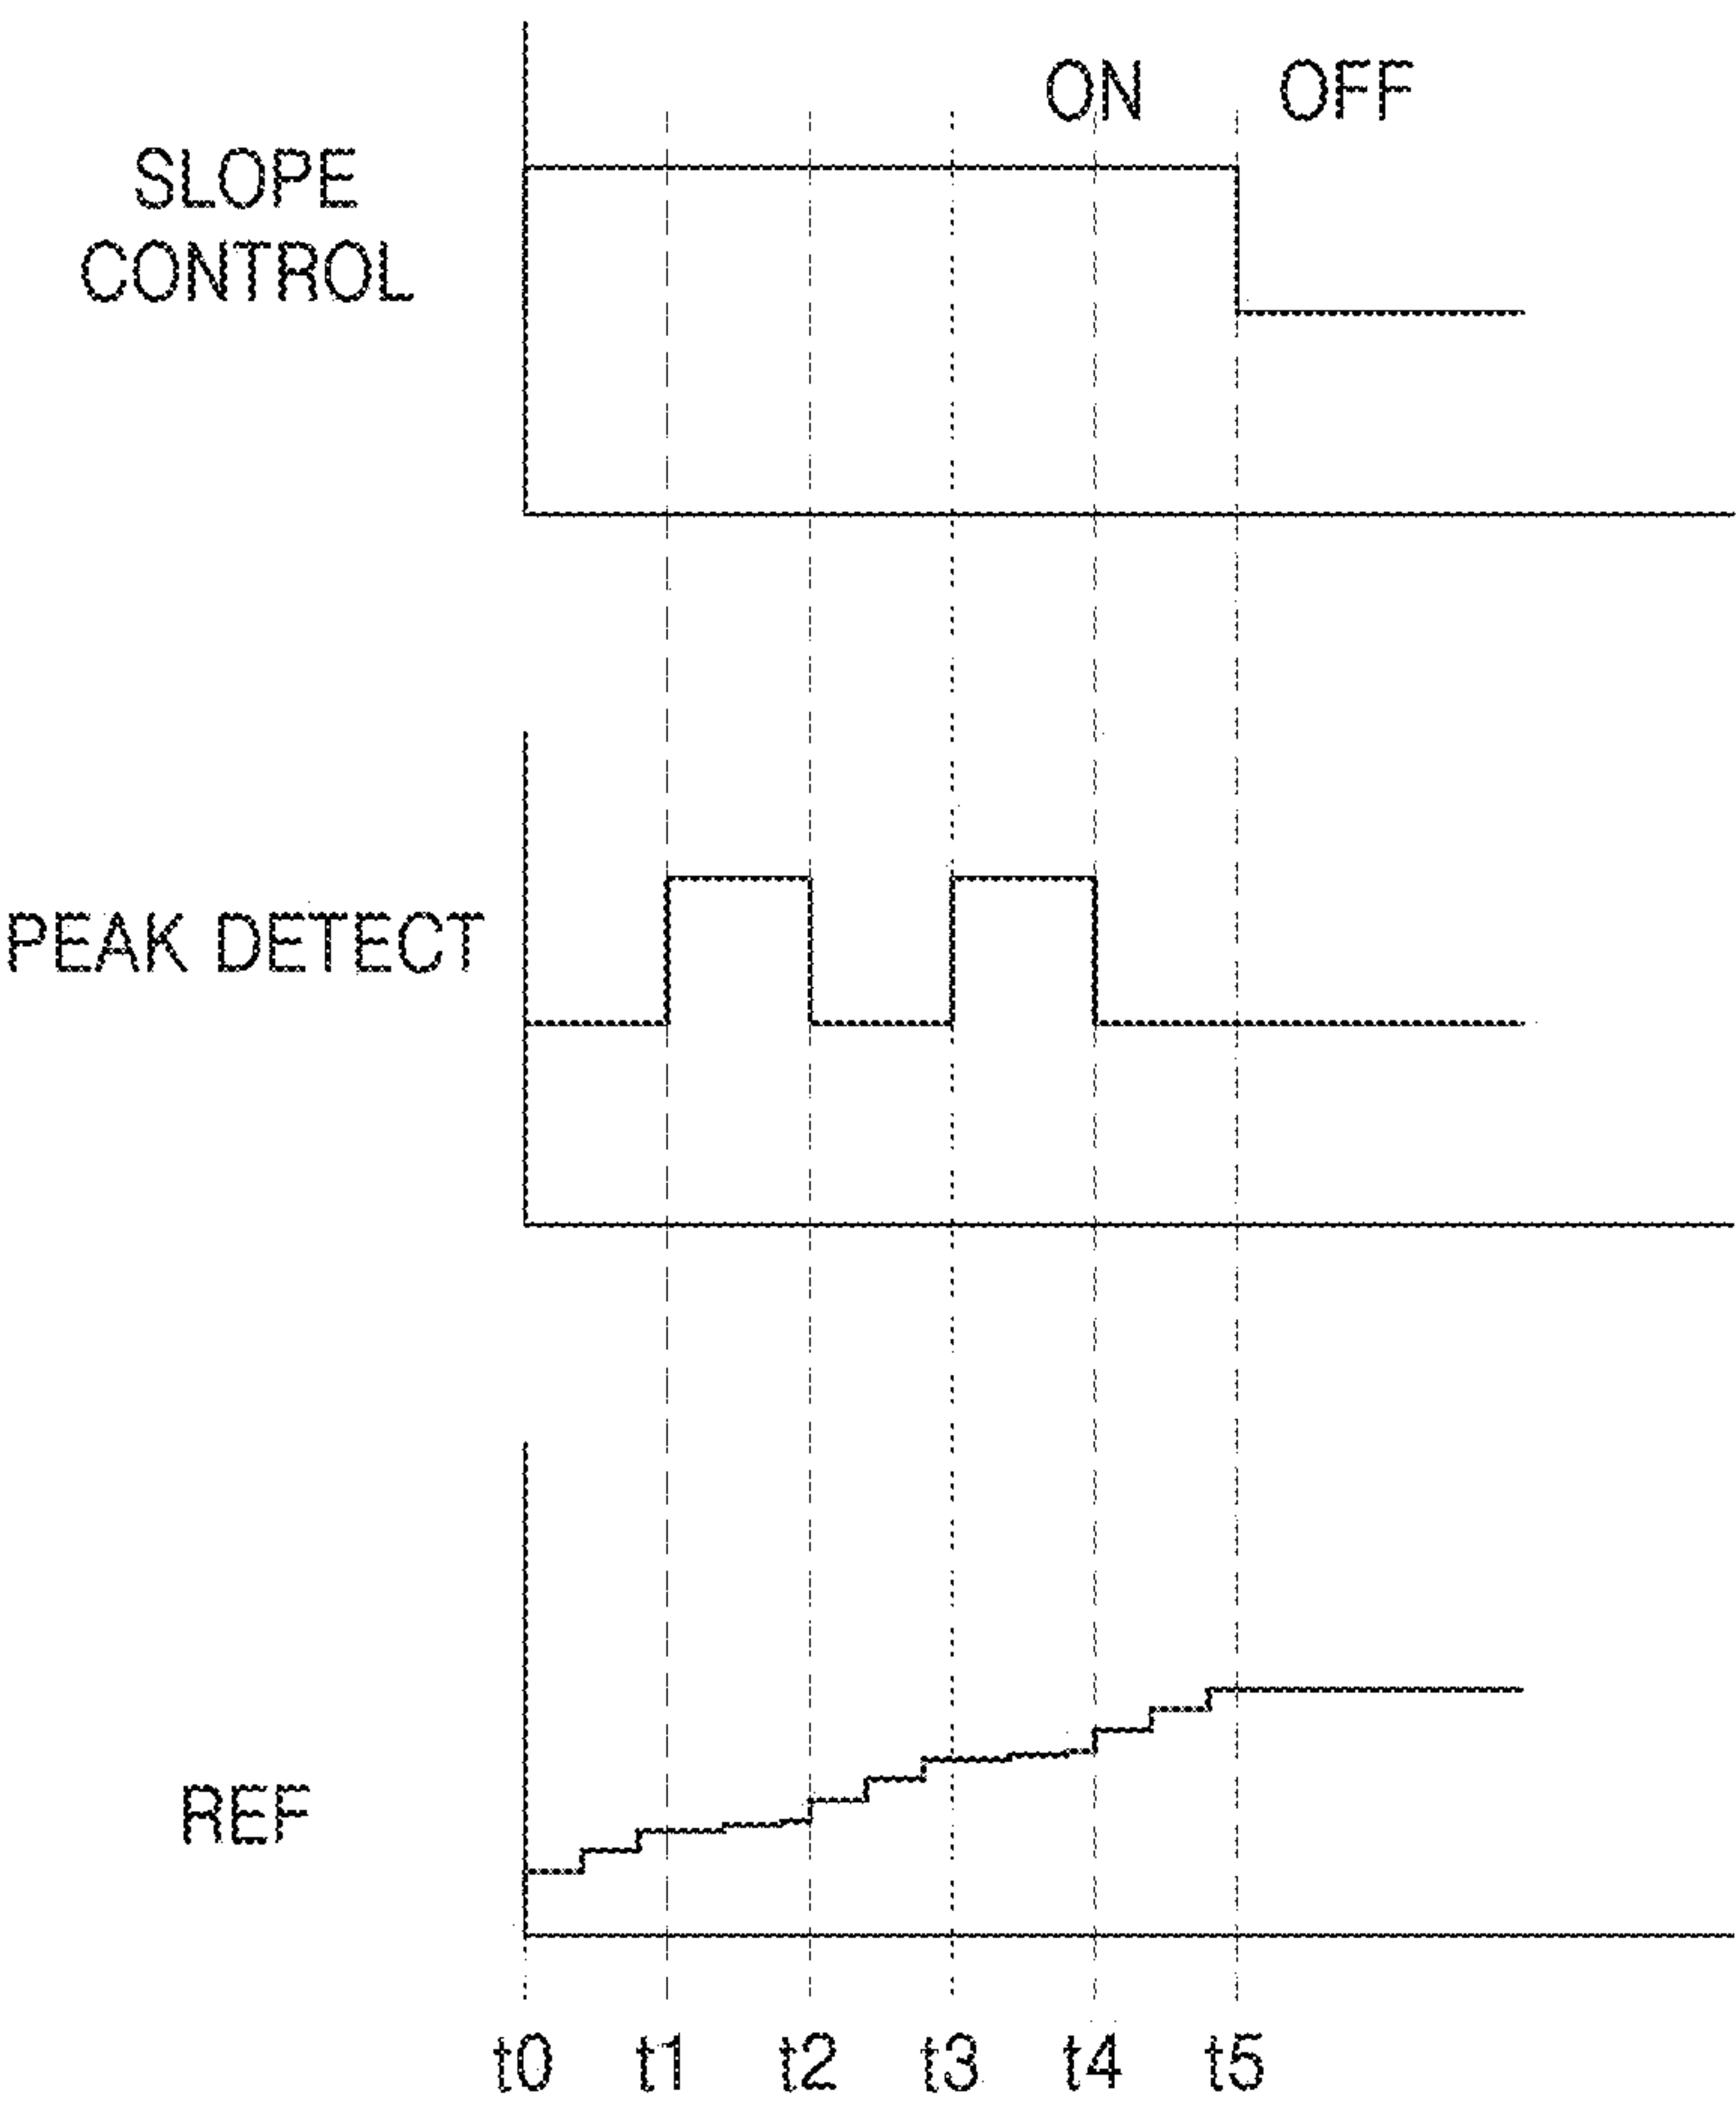 ON OFF
SLOPE
CONTROL
PEAK DETECT
REF
t0 t1 t2 t3 t4 t5